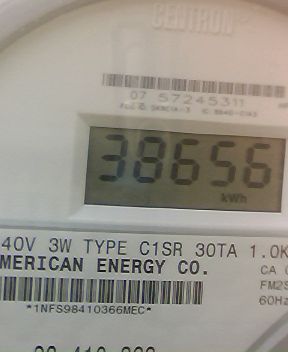 CENTRON
07 57245311
38656
kWh
40V 3W TYPE C1SR 30TA 1.0K
MERICAN ENERGY CO.
CA
FM2S
60Hz
*1NFS98410366MEC*